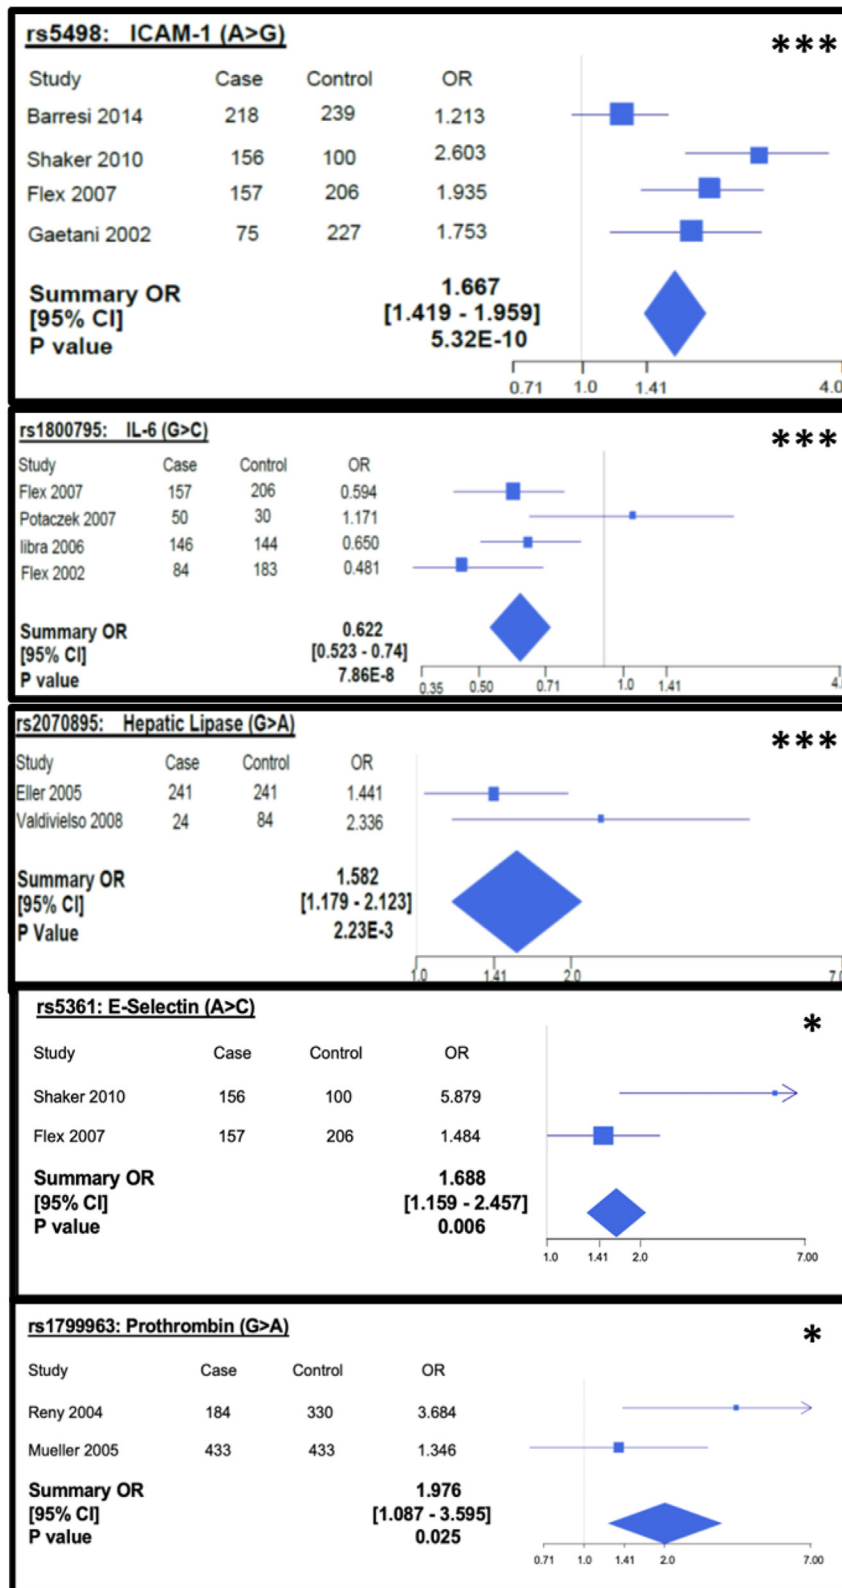 rs5498: ICAM-1 (A>G)
***
Study Case Control OR
Barresi 2014 218 239 1.213
Shaker 2010 156 100 2.603
Flex 2007 157 206 1.935
Gaetani 2002 75 227 1.753
Summary OR 1.667
[95% CI] [1.419 - 1.959]
P value 5.32E-10
0.71 1.0 1.41 4.0
rs1800795: IL-6 (G>C)
***
Study Case Control OR
Flex 2007 157 206 0.594
Potaczek 2007 50 30 1.171
libra 2006 146 144 0.650
Flex 2002 84 183 0.481
Summary OR 0.622
[95% CI] [0.523 - 0.74]
P value 7.86E-8
0.35 0.50 0.71 1.0 1.41 4.
rs2070895: Hepatic Lipase (G>A)
***
Study Case Control OR
Eller 2005 241 241 1.441
Valdivielso 2008 24 84 2.336
Summary OR 1.582
[95% CI] [1.179 - 2.123]
P Value 2.23E-3
1.0 1.41 2.0 7.0
rs5361: E-Selectin (A>C)
*
Study Case Control OR
Shaker 2010 156 100 5.879
Flex 2007 157 206 1.484
Summary OR 1.688
[95% CI] [1.159 - 2.457]
P value 0.006
1.0 1.41 2.0 7.00
rs1799963: Prothrombin (G>A)
*
Study Case Control OR
Reny 2004 184 330 3.684
Mueller 2005 433 433 1.346
Summary OR 1.976
[95% CI] [1.087 - 3.595]
P value 0.025
0.71 1.0 1.41 2.0 7.00